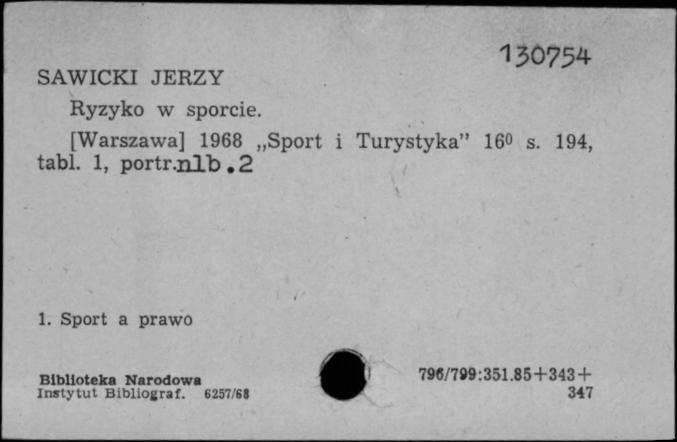 130754
SAWICKI JERZY
Ryzyko w sporcie.
[Warszawa] 1968 „Sport i Turystyka” 16⁰ s. 194,
tabl. 1, portr.nlb.2
1. Sport a prawo
Biblioteka Narodowa
Instytut Bibliograf. 6257/68
796/799:351.85+343+
347